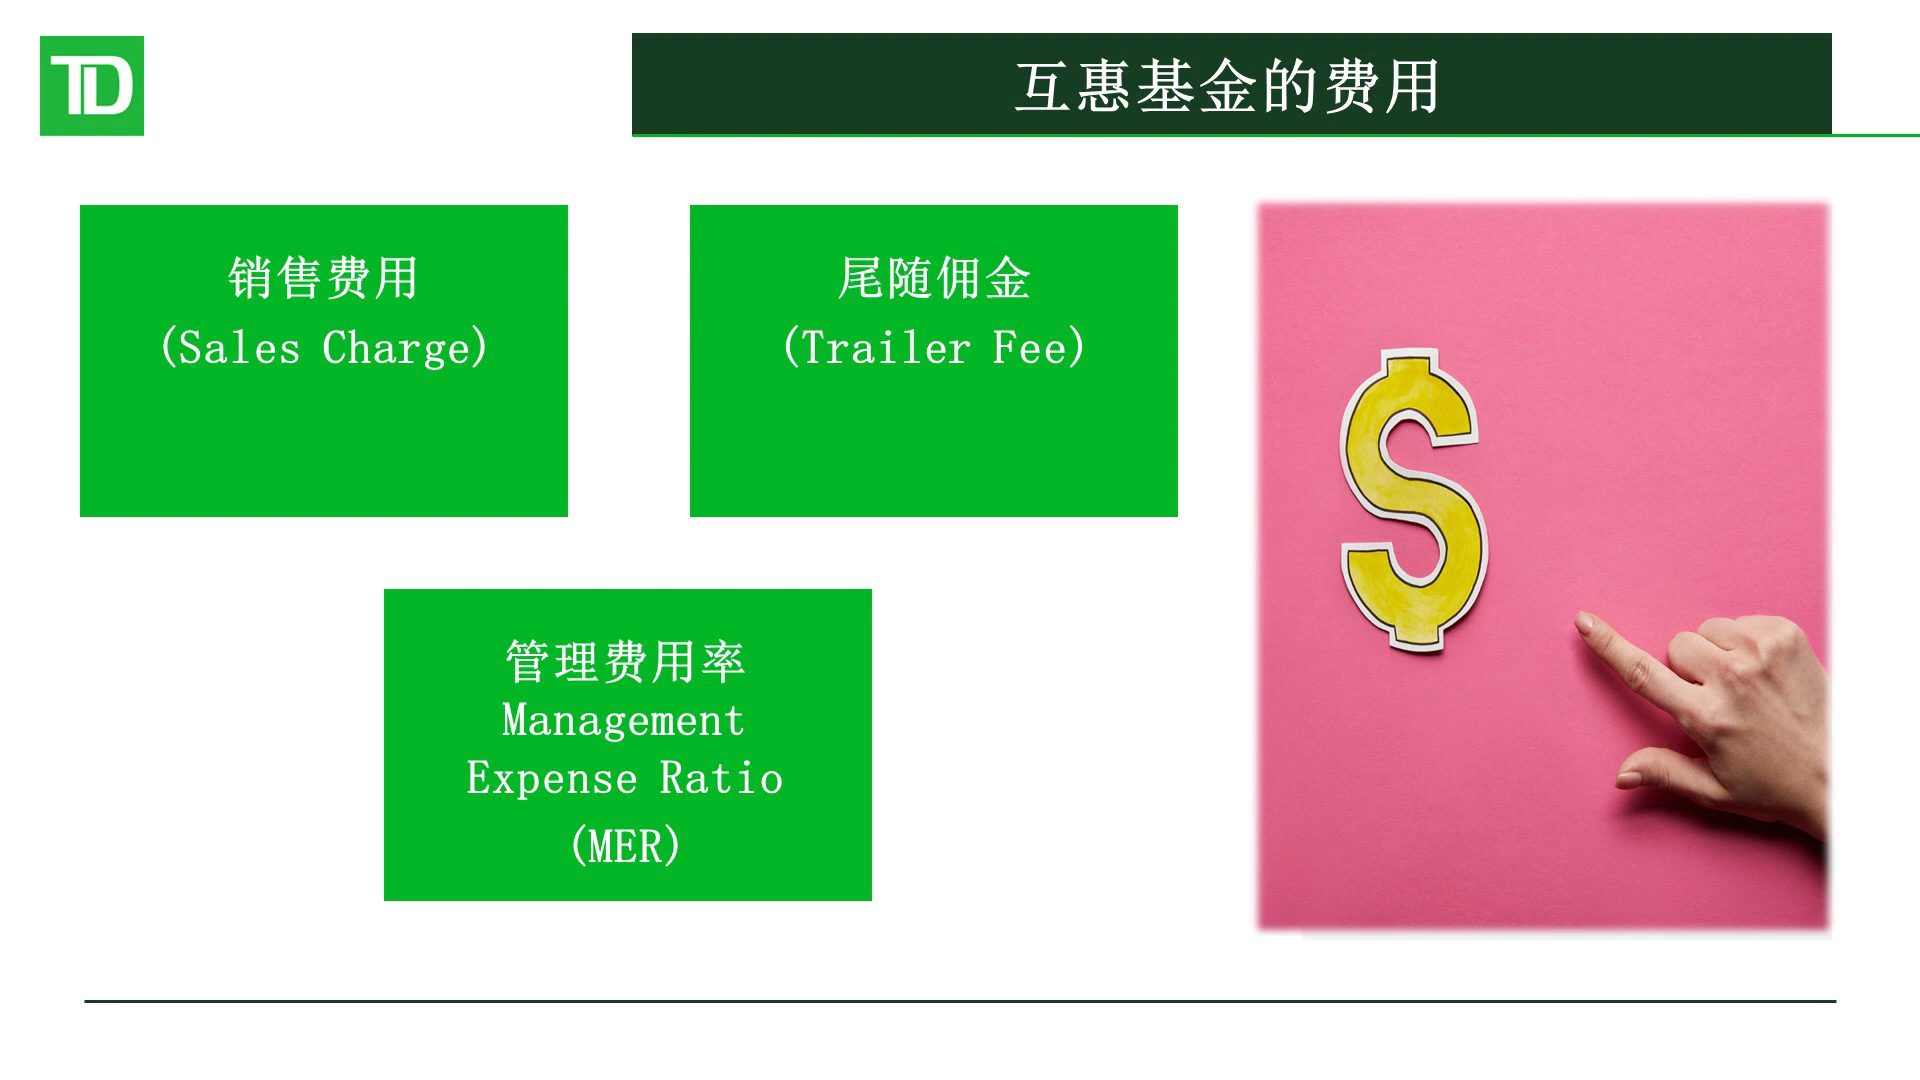 TD
互惠基金的费用
销售费用
(Sales Charge)
尾随佣金
(Trailer Fee)
管理费用率
Management
Expense Ratio
(MER)
$